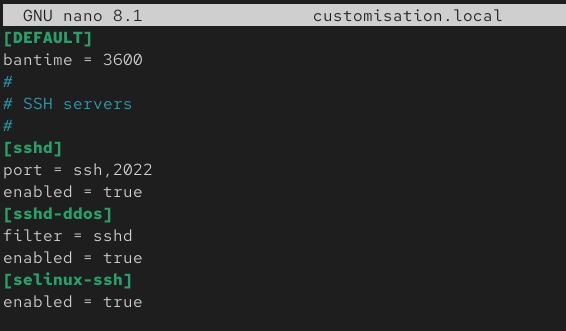 GNU nano 8.1 customisation.local
[DEFAULT]
bantime = 3600
#
# SSH servers
#
[sshd]
port = ssh,2022
enabled = true
[sshd-ddos]
filter = sshd
enabled = true
[selinux-ssh]
enabled = true